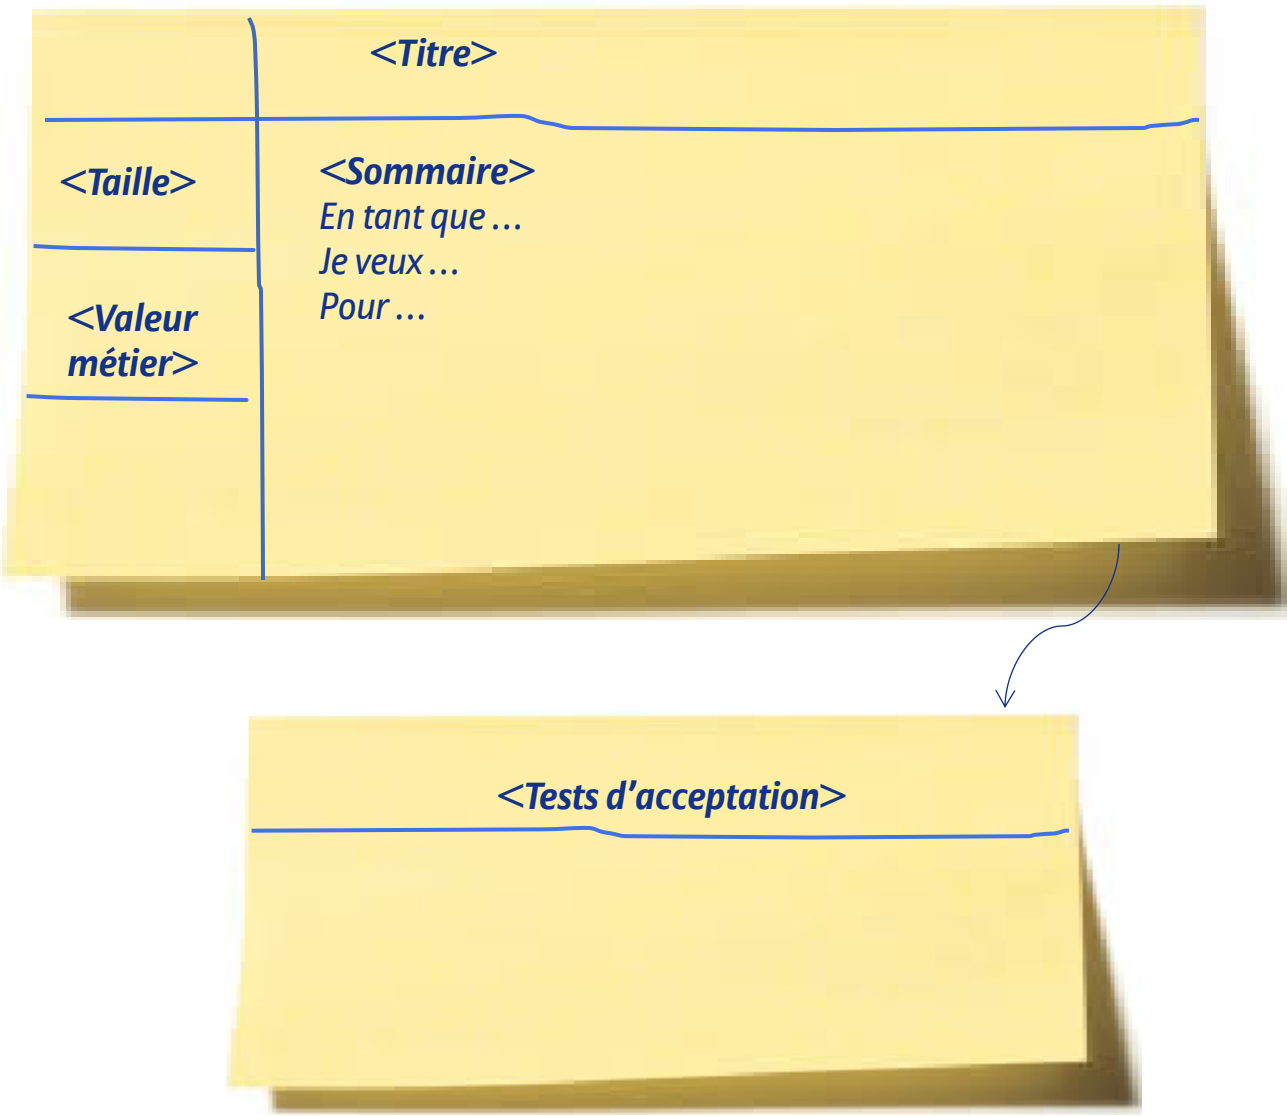 <Titre>
<Taille>
<Valeur
métier>
<Sommaire>
En tant que …
Je veux …
Pour …
<Tests d’acceptation>